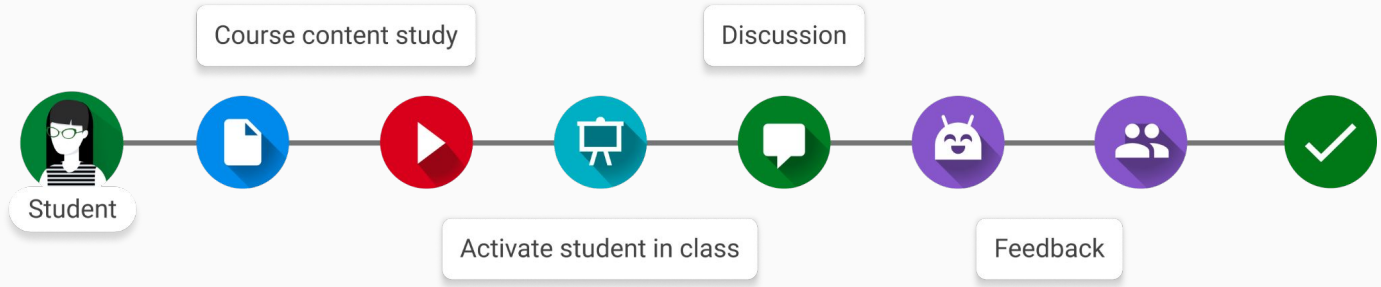 Course content study
Discussion
Student
Activate student in class
Feedback